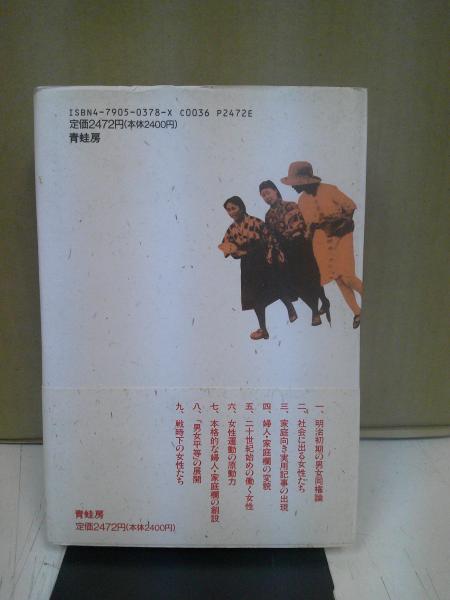 ISBN4-7905-0378-X C0036 P2472E
定価2472円(本体2400円)
青蛙房
一、明治初期の男女同権論
二、社会に出る女性たち
三、家庭向き実用記事の出現
四、婦人・家庭欄の変貌
五、二十世紀始めの働く女性
六、女性運動の原動力
七、本格的な婦人・家庭欄の創設
八、「男女平等」の展開
九、戦時下の女性たち
青蛙房
定価2472円(本体2400円)